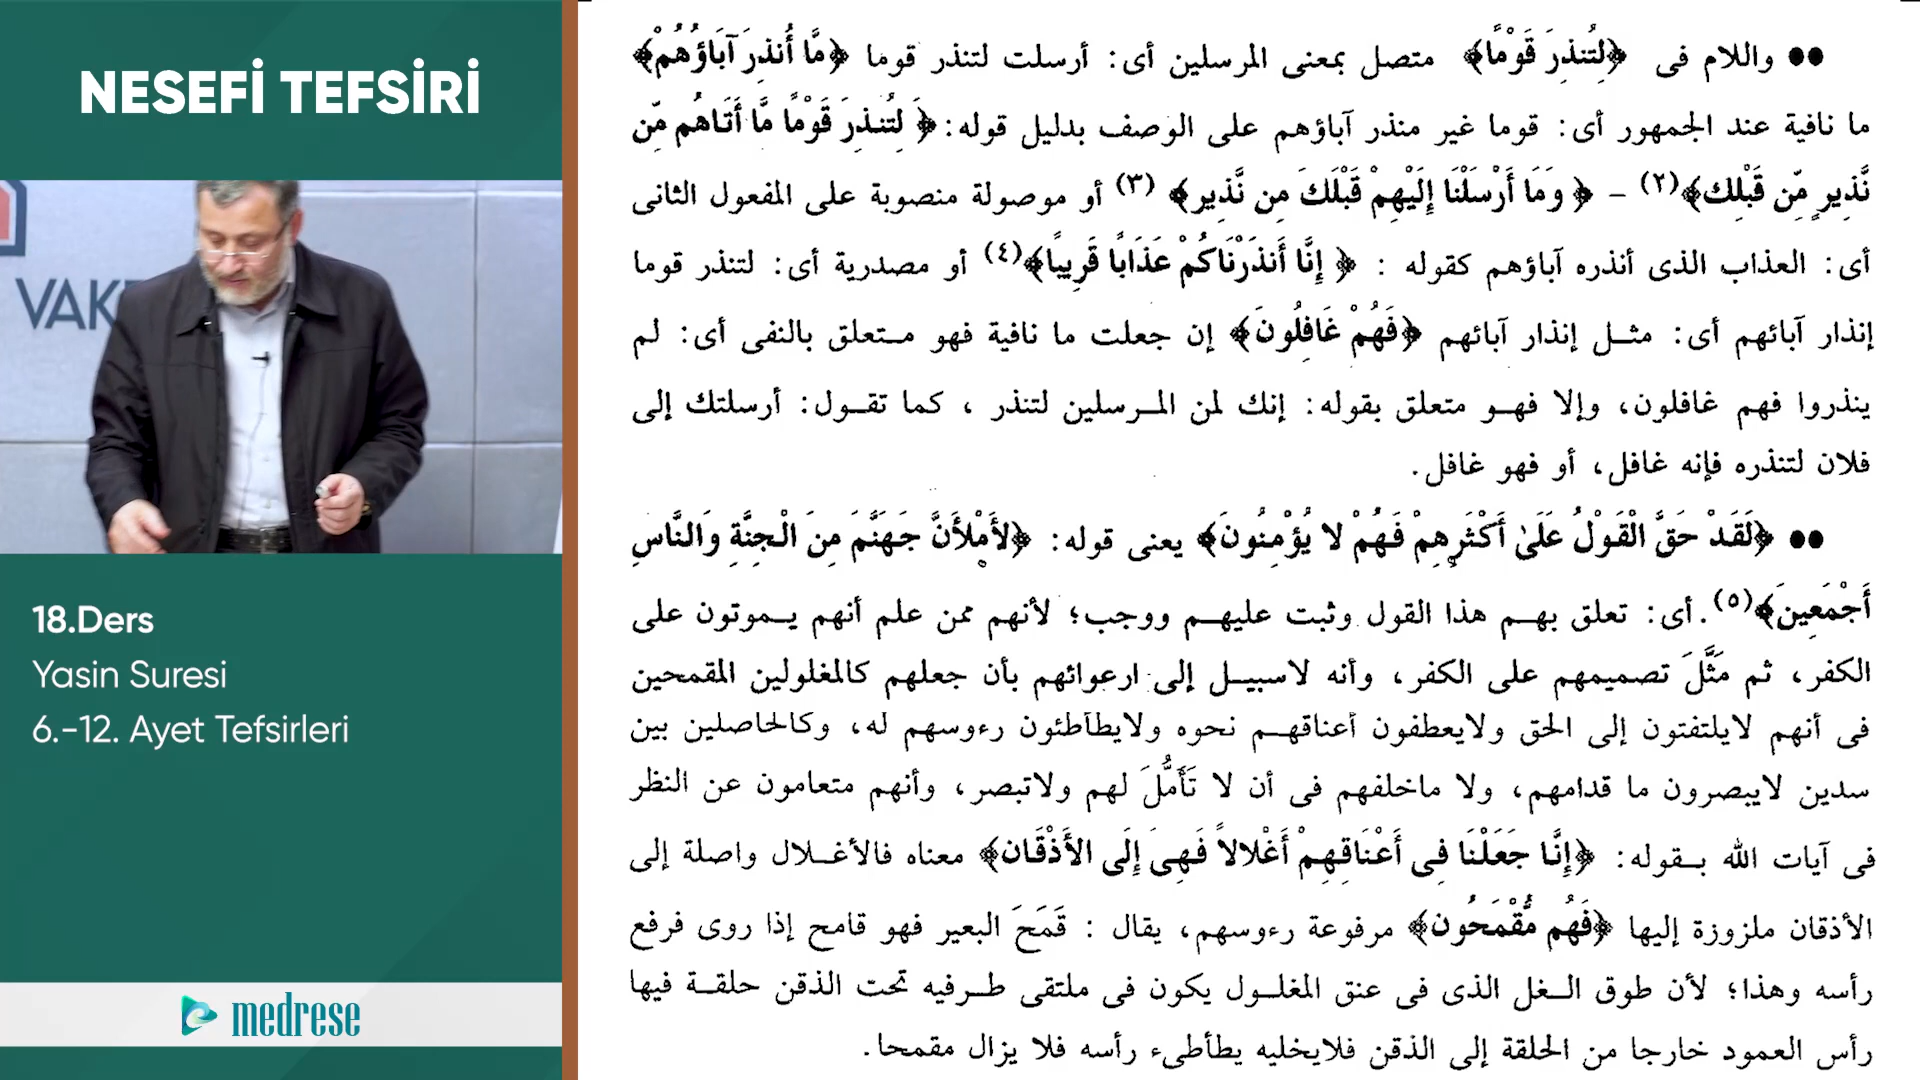 NESEFİ TEFSİRİ
VAK
18.Ders
Yasin Suresi
6.-12. Ayet Tefsirleri
medrese
●● واللام فى ﴿لِتُنذِرَ قَوْمًا﴾ متصل بمعنى المرسلين أى: أرسلت لتنذر قوما ﴿مَّا أُنذِرَ آبَاؤُهُمْ﴾
ما نافية عند الجمهور أى: قوما غير منذر آباؤهم على الوصف بدليل قوله: ﴿لِتُنذِرَ قَوْمًا مَّا أَتَاهُم مِّن
نَّذِيرٍ مِّن قَبْلِكَ﴾(٢) – ﴿وَمَا أَرْسَلْنَا إِلَيْهِمْ قَبْلَكَ مِن نَّذِيرٍ﴾ (٣) أو موصولة منصوبة على المفعول الثانى
أى: العذاب الذى أنذره آباؤهم كقوله : ﴿إِنَّا أَنذَرْنَاكُمْ عَذَابًا قَرِيبًا﴾(٤) أو مصدرية أى: لتنذر قوما
إنذار آبائهم أى: مثل إنذار آبائهم ﴿فَهُمْ غَافِلُونَ﴾ إن جعلت ما نافية فهو متعلق بالنفى أى: لم
ينذروا فهم غافلون، وإلا فهو متعلق بقوله: إنك لمن المرسلين لتنذر ، كما تقول: أرسلتك إلى
فلان لتنذره فإنه غافل، أو فهو غافل.
●● ﴿لَقَدْ حَقَّ الْقَوْلُ عَلَىٰ أَكْثَرِهِمْ فَهُمْ لا يُؤْمِنُونَ﴾ يعنى قوله: ﴿لأَمْلأَنَّ جَهَنَّمَ مِنَ الْجِنَّةِ وَالنَّاسِ
أَجْمَعِينَ﴾(٥). أى: تعلق بهم هذا القول وثبت عليهم ووجب؛ لأنهم ممن علم أنهم يموتون على
الكفر، ثم مَثَّلَ تصميمهم على الكفر، وأنه لاسبيل إلى ارعوائهم بأن جعلهم كالمغلولين المقمحين
فى أنهم لايلتفتون إلى الحق ولايعطفون أعناقهم نحوه ولايطأطئون رءوسهم له، وكالحاصلين بين
سدين لايبصرون ما قدامهم، ولا ماخلفهم فى أن لا تَأَمُّلَ لهم ولاتبصر، وأنهم متعامون عن النظر
فى آيات الله بقوله: ﴿إِنَّا جَعَلْنَا فِى أَعْنَاقِهِمْ أَغْلالاً فَهِىَ إِلَى الأَذْقَانِ﴾ معناه فالأغلال واصلة إلى
الأذقان ملزوزة إليها ﴿فَهُم مُّقْمَحُونَ﴾ مرفوعة رءوسهم، يقال : قَمَحَ البعير فهو قامح إذا روى فرفع
رأسه وهذا؛ لأن طوق الغل الذى فى عنق المغلول يكون فى ملتقى طرفيه تحت الذقن حلقة فيها
رأس العمود خارجا من الحلقة إلى الذقن فلايخليه يطأطىء رأسه فلا يزال مقمحا.